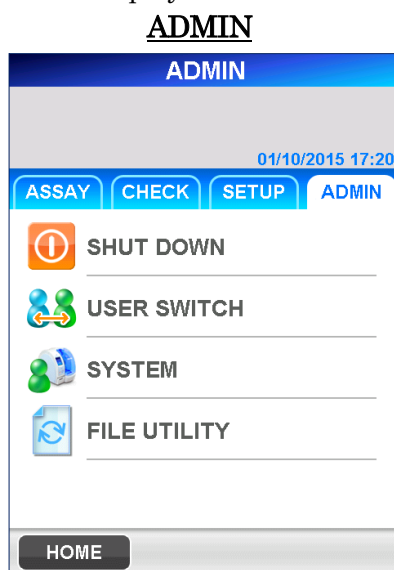 ADMIN
ADMIN
01/10/2015 17:20
ASSAY CHECK SETUP ADMIN
SHUT DOWN
USER SWITCH
SYSTEM
FILE UTILITY
HOME